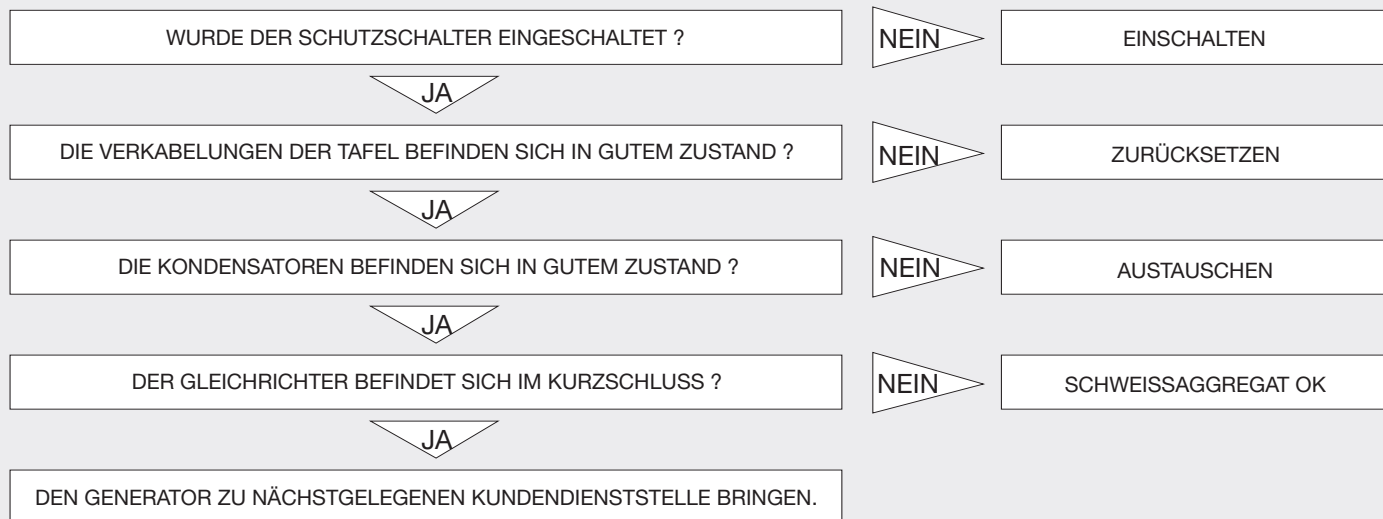 WURDE DER SCHUTZSCHALTER EINGESCHALTET ?
NEIN
EINSCHALTEN
JA
DIE VERKABELUNGEN DER TAFEL BEFINDEN SICH IN GUTEM ZUSTAND ?
NEIN
ZURÜCKSETZEN
JA
DIE KONDENSATOREN BEFINDEN SICH IN GUTEM ZUSTAND ?
NEIN
AUSTAUSCHEN
JA
DER GLEICHRICHTER BEFINDET SICH IM KURZSCHLUSS ?
NEIN
SCHWEISSAGGREGAT OK
JA
DEN GENERATOR ZU NÄCHSTGELEGENEN KUNDENDIENSTSTELLE BRINGEN.